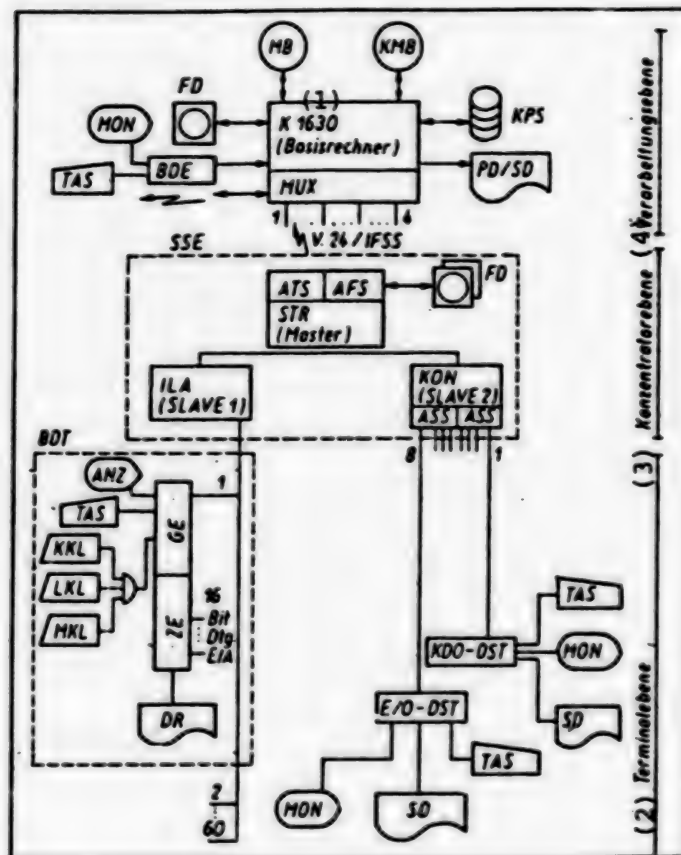 MB
KMB
FD
(1)
K 1630
(Basisrechner)
KPS
MON
BDE
TAS
PD/SD
MUX
1
4
V. 24 / IFSS
SSE
ATS AFS
FD
STR
(Master)
ILA
(SLAVE 1)
KON
(SLAVE 2)
ASS ASS
8
1
BDT
ANZ
1
TAS
GE
KKL
LKL
MKL
ZE
16
Bit
Dtg
E/A
DR
2
60
TAS
KDO-DST
MON
SD
E/O-DST
TAS
MON
SD
(4) Verarbeitungsebene
(3) Konzentratorebene
(2) Terminalebene